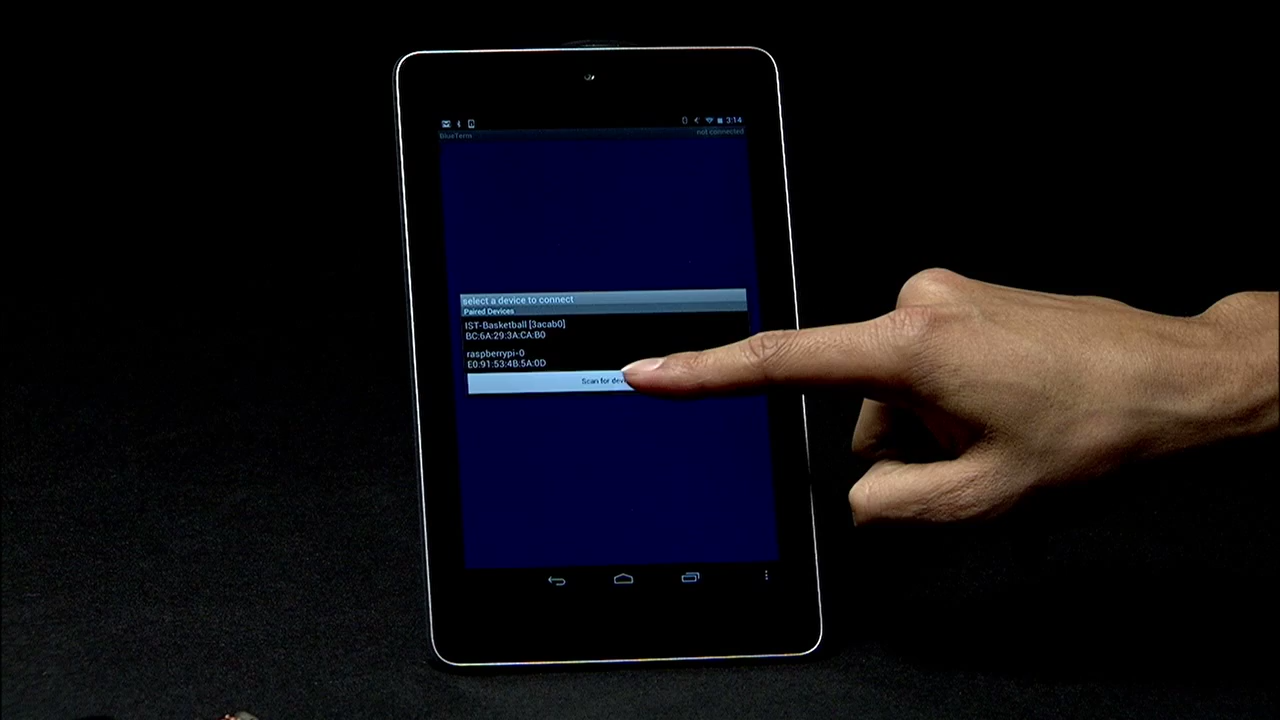 3:14
BlueTerm
not connected
select a device to connect
Paired Devices
IST-Basketball [3acab0]
BC:6A:29:3A:CA:B0
raspberrypi-0
E0:91:53:4B:5A:0D
Scan for devi